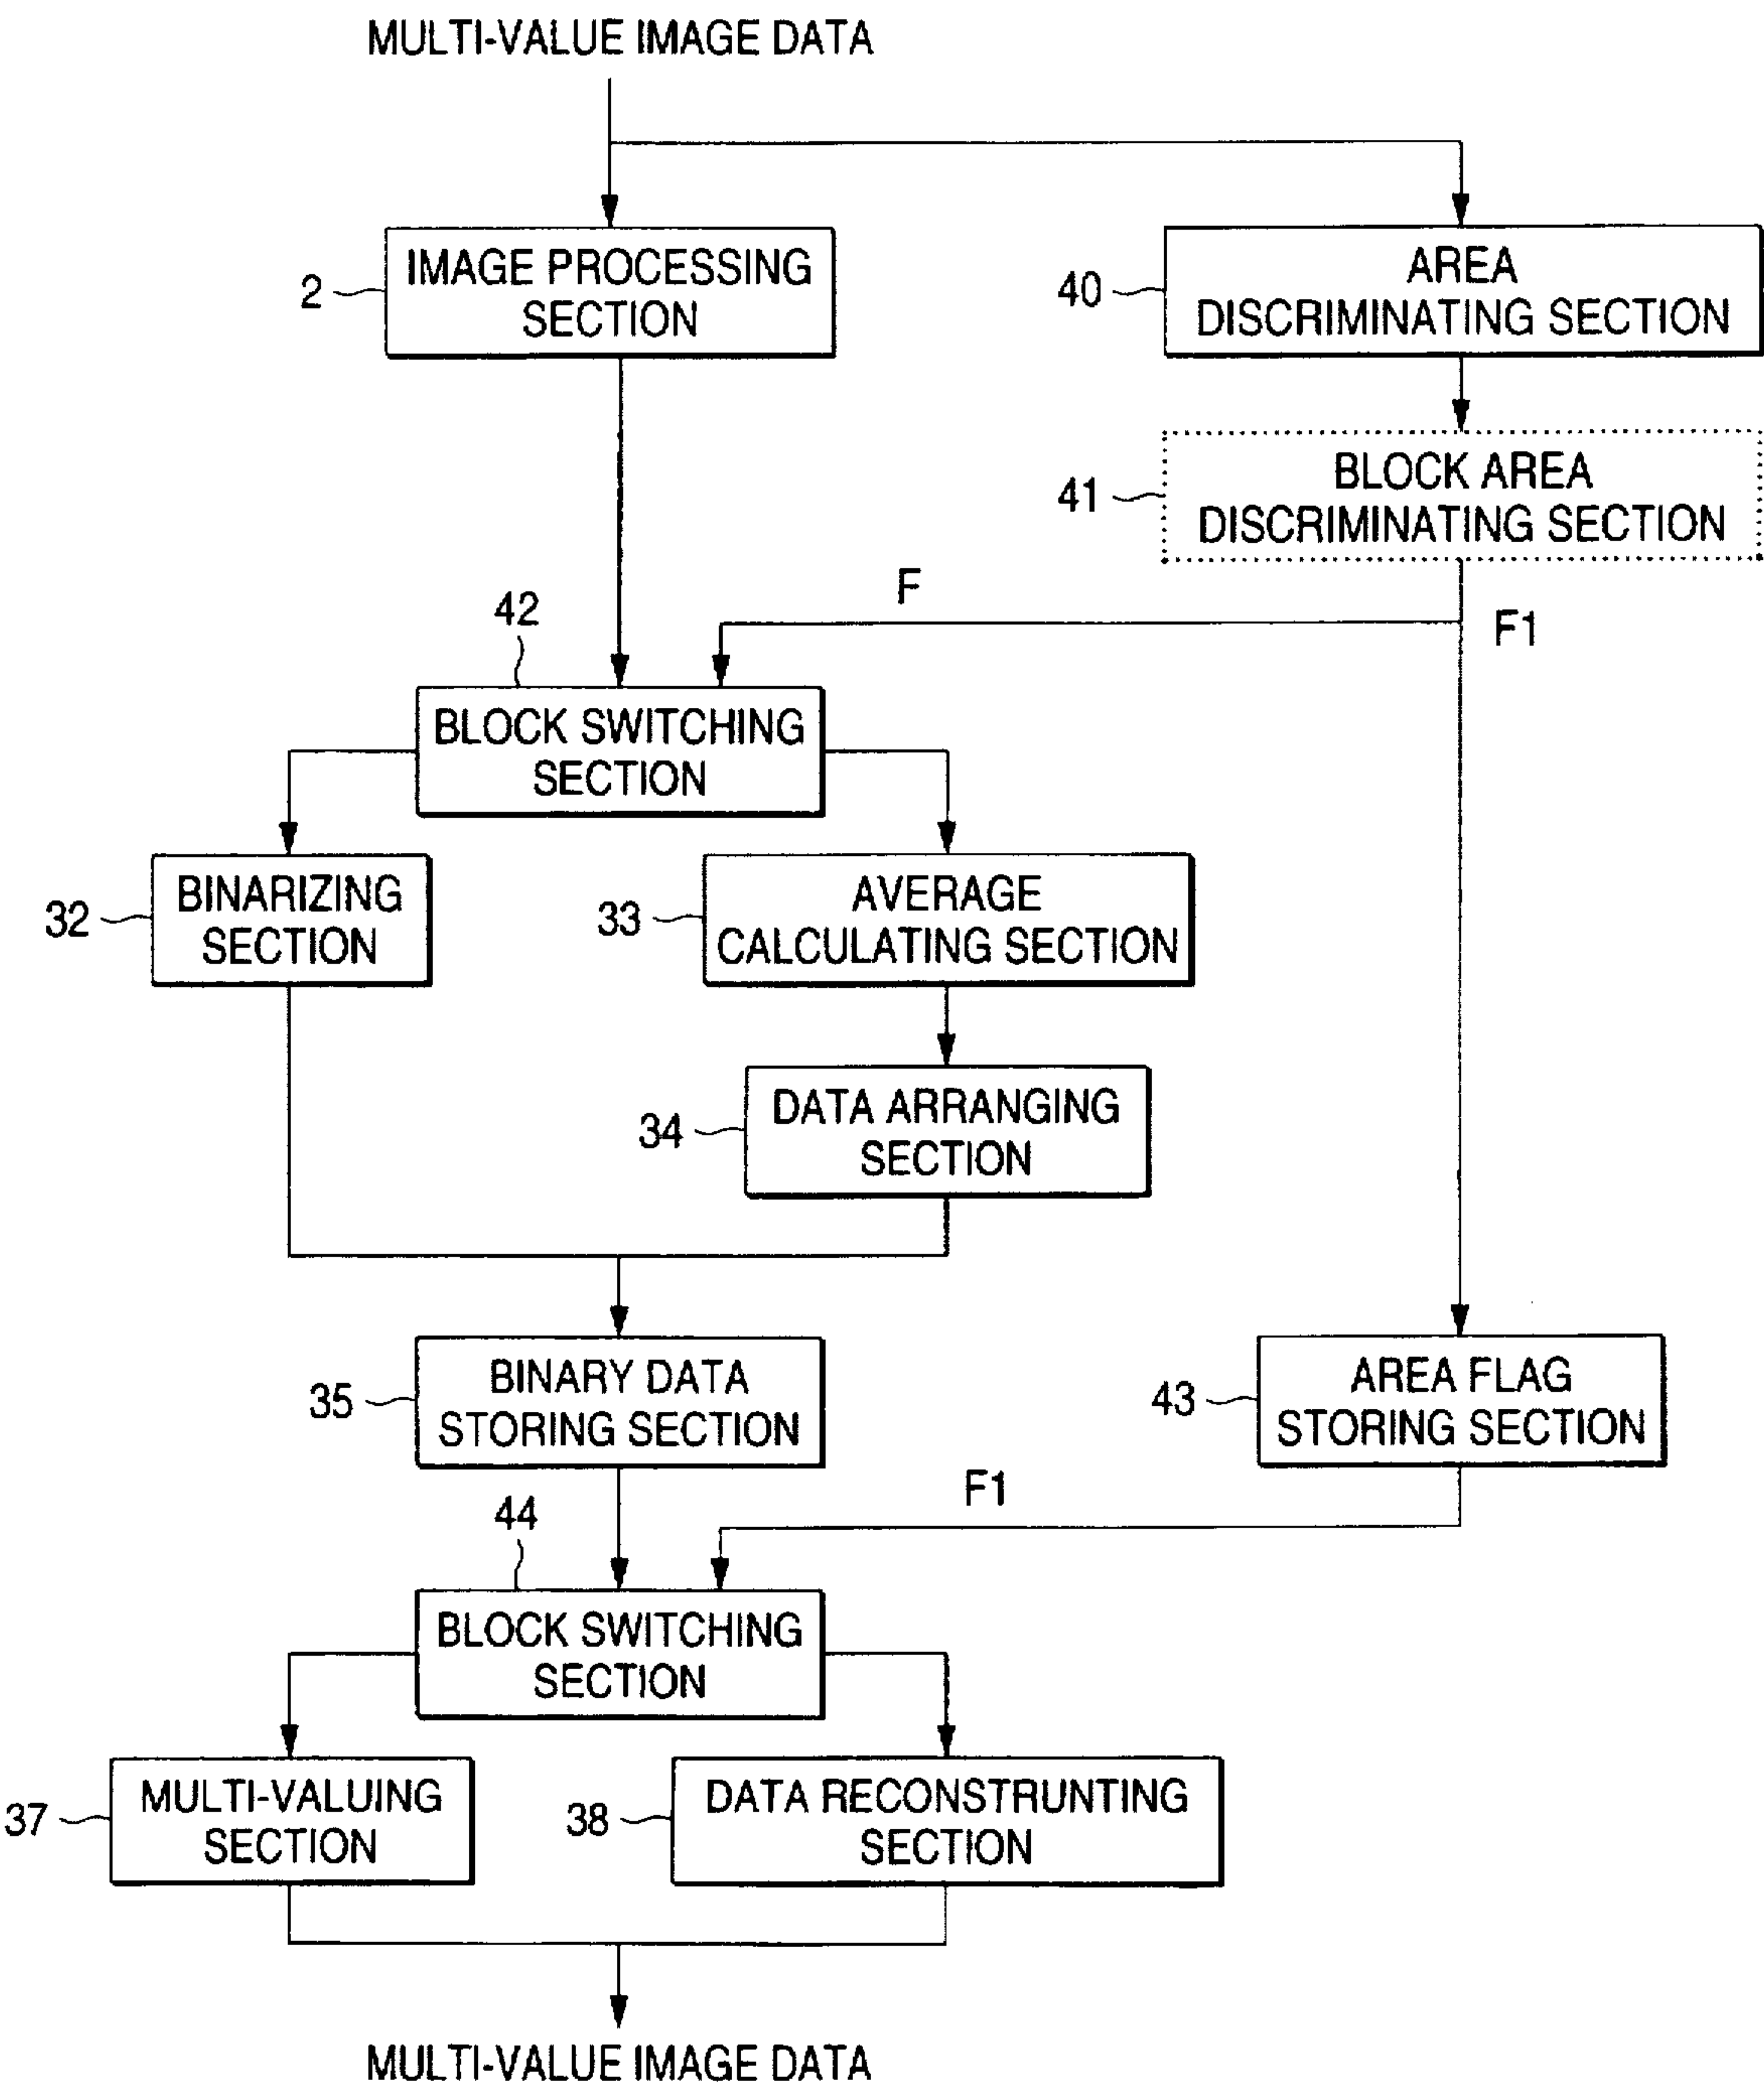 MULTI-VALUE IMAGE DATA
2
IMAGE PROCESSING
SECTION
40
AREA
DISCRIMINATING SECTION
41
BLOCK AREA
DISCRIMINATING SECTION
F
F1
42
BLOCK SWITCHING
SECTION
32
BINARIZING
SECTION
33
AVERAGE
CALCULATING SECTION
34
DATA ARRANGING
SECTION
35
BINARY DATA
STORING SECTION
43
AREA FLAG
STORING SECTION
F1
44
BLOCK SWITCHING
SECTION
37
MULTI-VALUING
SECTION
38
DATA RECONSTRUNTING
SECTION
MULTI-VALUE IMAGE DATA